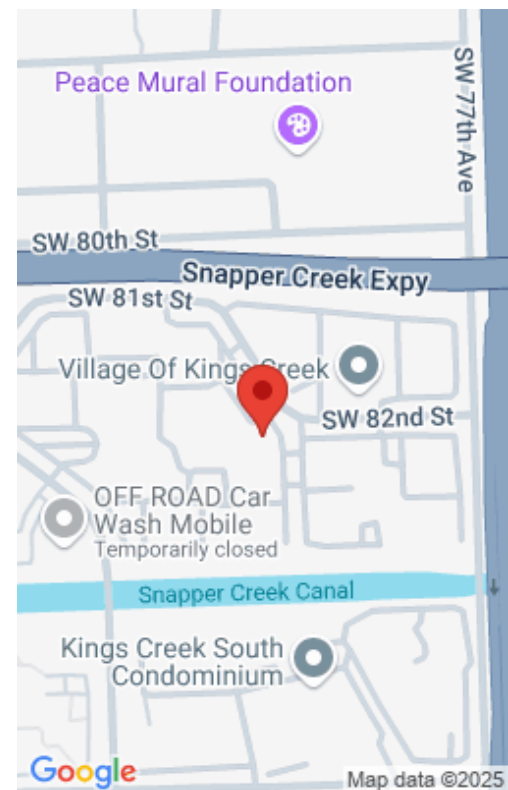 Peace Mural Foundation
SW 77th Ave
SW 80th St
Snapper Creek Expy
SW 81st St
Village Of Kings Creek
SW 82nd St
OFF ROAD Car
Wash Mobile
Temporarily closed
Snapper Creek Canal
Kings Creek South
Condominium
Google
Map data ©2025